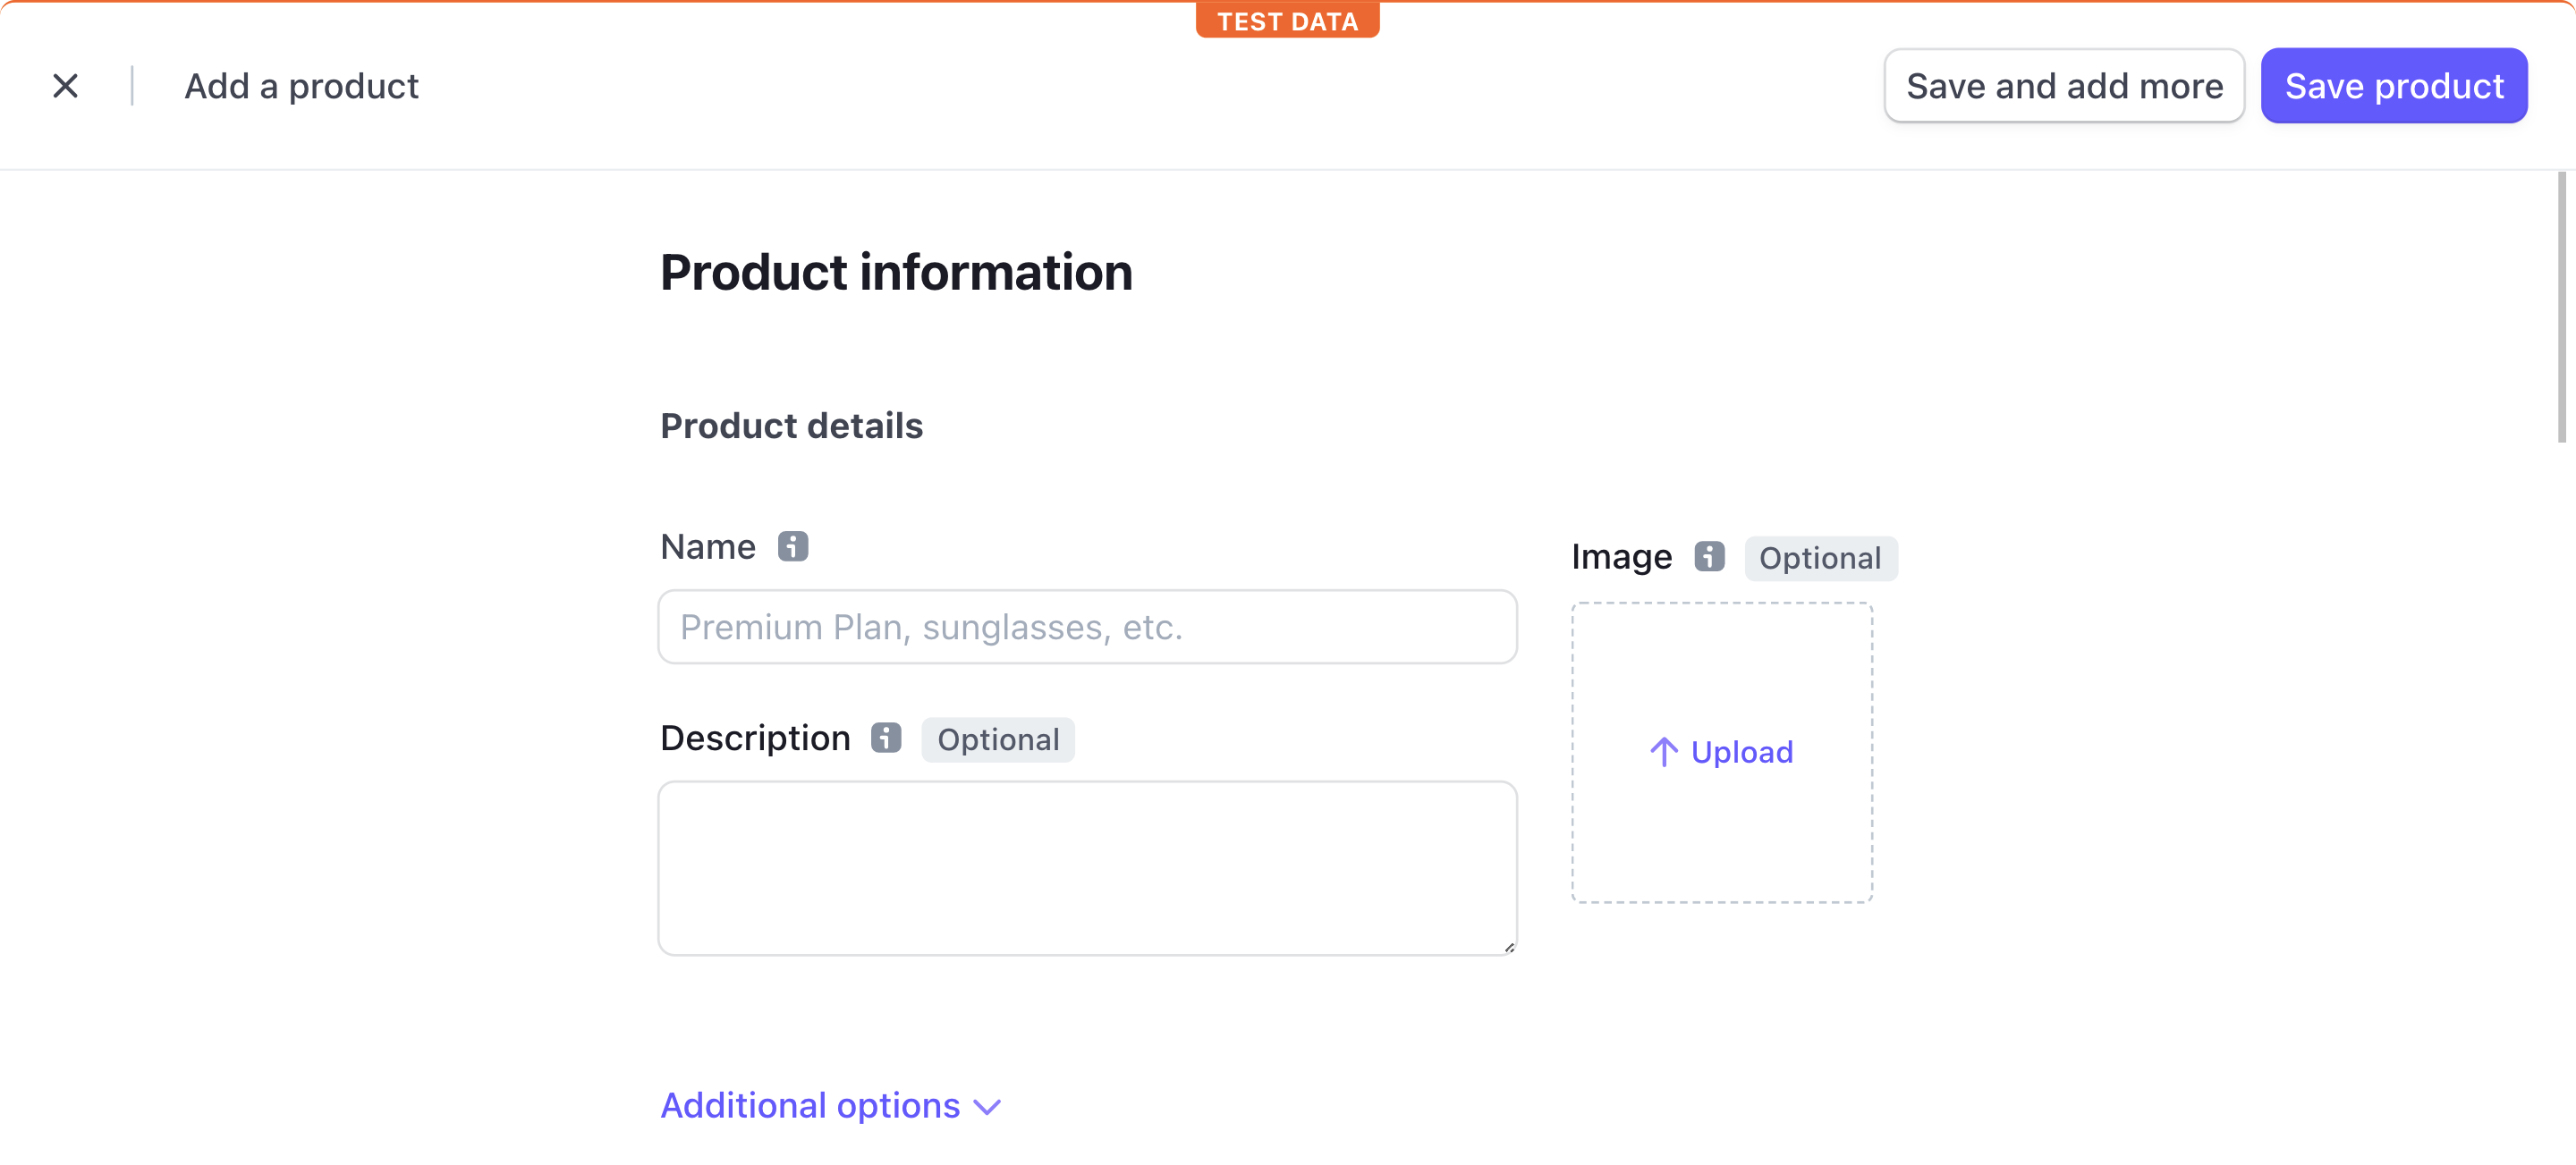 TEST DATA
Add a product
Save and add more
Save product
Product information
Product details
Name
Premium Plan, sunglasses, etc.
Description Optional
Image Optional
Upload
Additional options